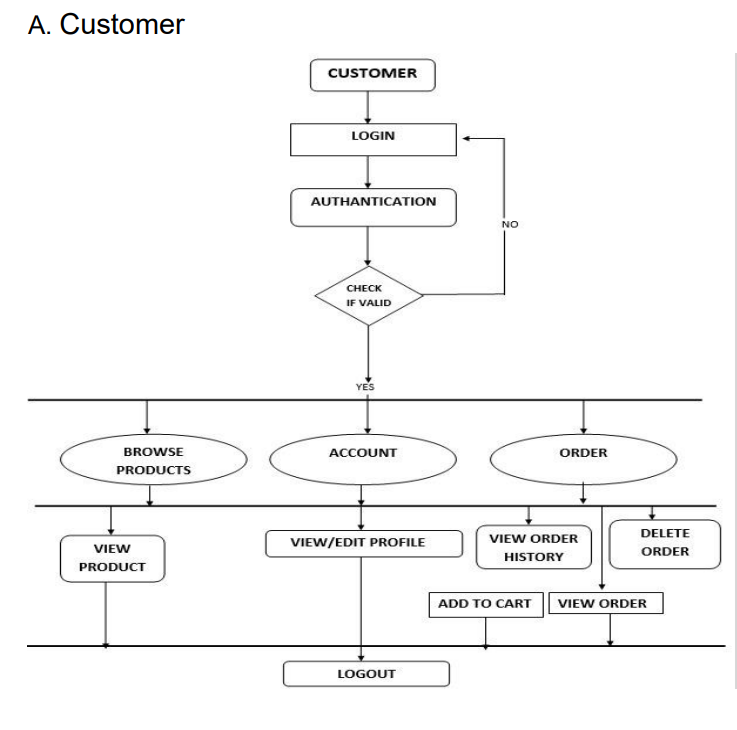 A. Customer
CUSTOMER
LOGIN
AUTHANTICATION
NO
CHECK
IF VALID
YES
BROWSE
PRODUCTS
ACCOUNT
ORDER
VIEW
PRODUCT
VIEW/EDIT PROFILE
VIEW ORDER
HISTORY
DELETE
ORDER
ADD TO CART
VIEW ORDER
LOGOUT